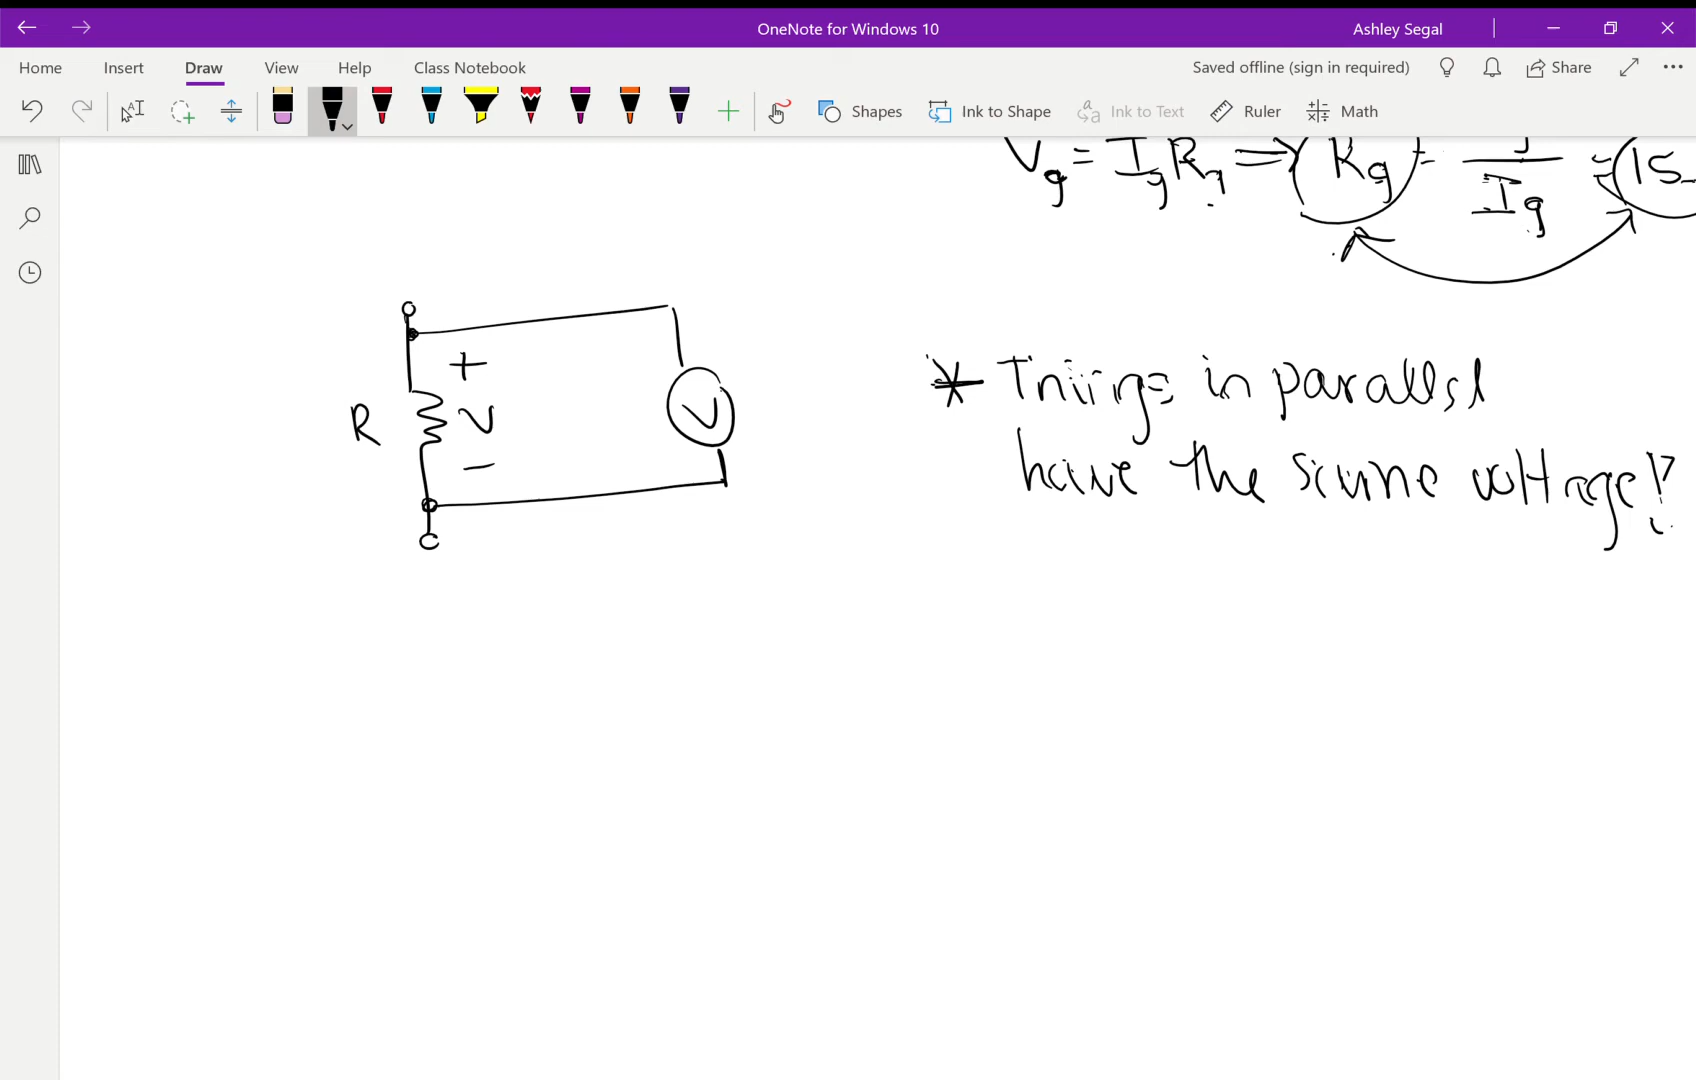 OneNote for Windows 10
Ashley Segal
Home Insert Draw View Help Class Notebook
Saved offline (sign in required)
Share
Shapes
Ink to Shape
Ink to Text
Ruler
Math
Vg = Ig R ⇒ Rg = — = 15
Ig
* Things in parallel
have the same voltage!
R
+
V
−
V